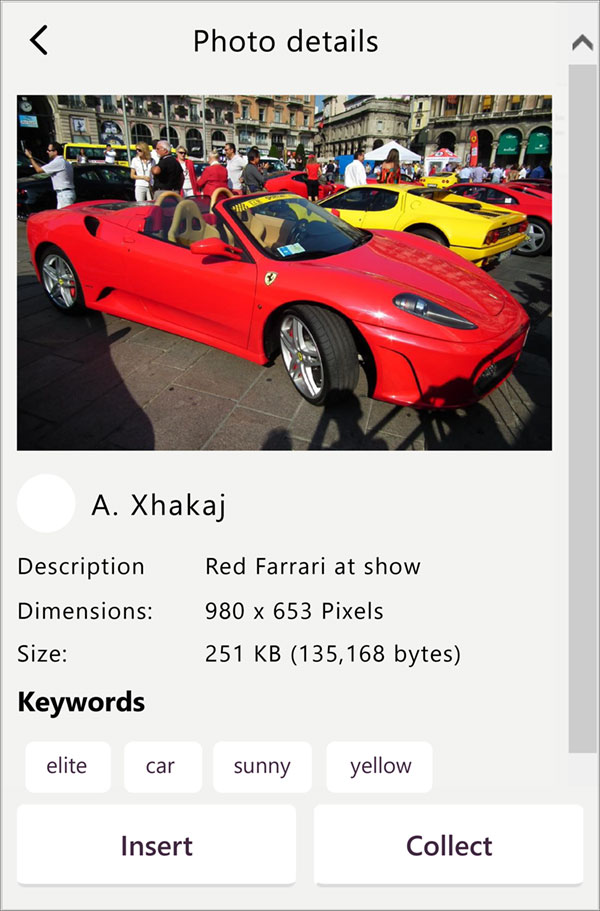 Photo details
A. Xhakaj
Description Red Farrari at show
Dimensions: 980 x 653 Pixels
Size: 251 KB (135,168 bytes)
Keywords
elite car sunny yellow
Insert Collect